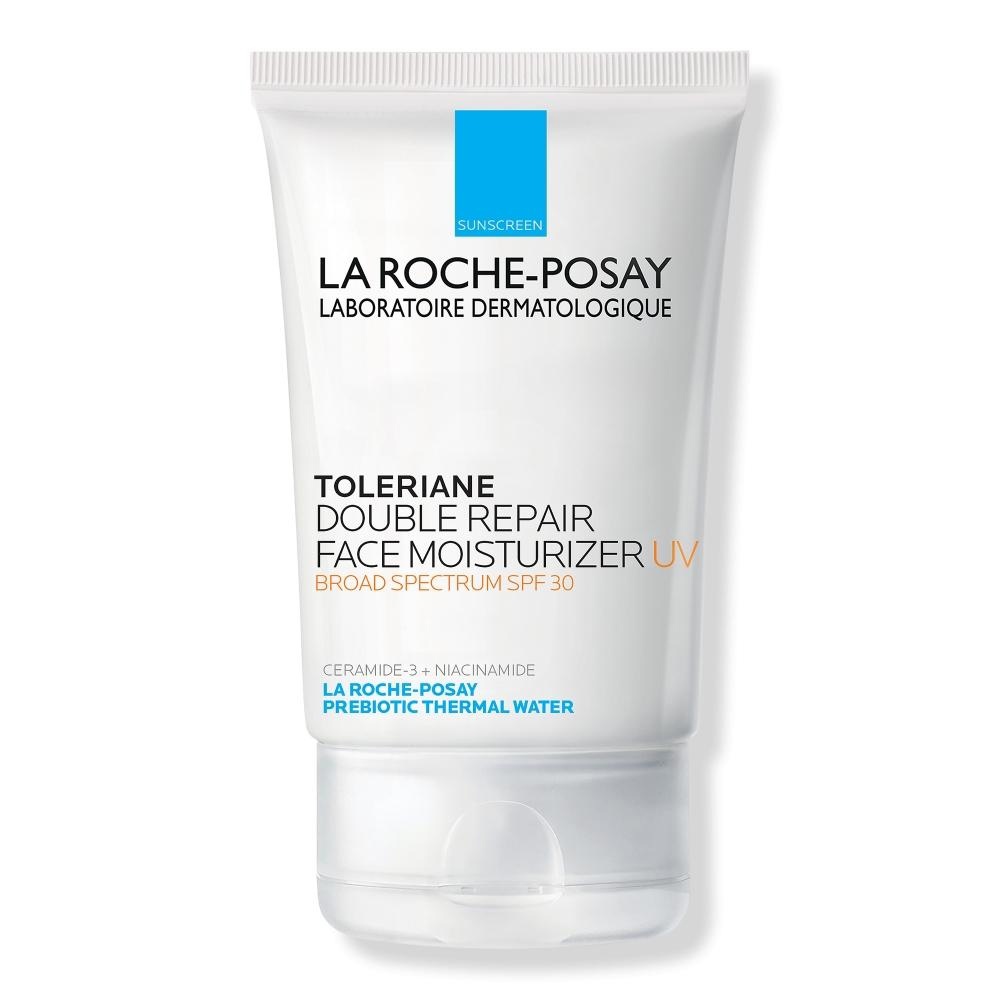 SUNSCREEN
LA ROCHE-POSAY
LABORATOIRE DERMATOLOGIQUE
TOLERIANE
DOUBLE REPAIR
FACE MOISTURIZER UV
BROAD SPECTRUM SPF 30
CERAMIDE-3 + NIACINAMIDE
LA ROCHE-POSAY
PREBIOTIC THERMAL WATER